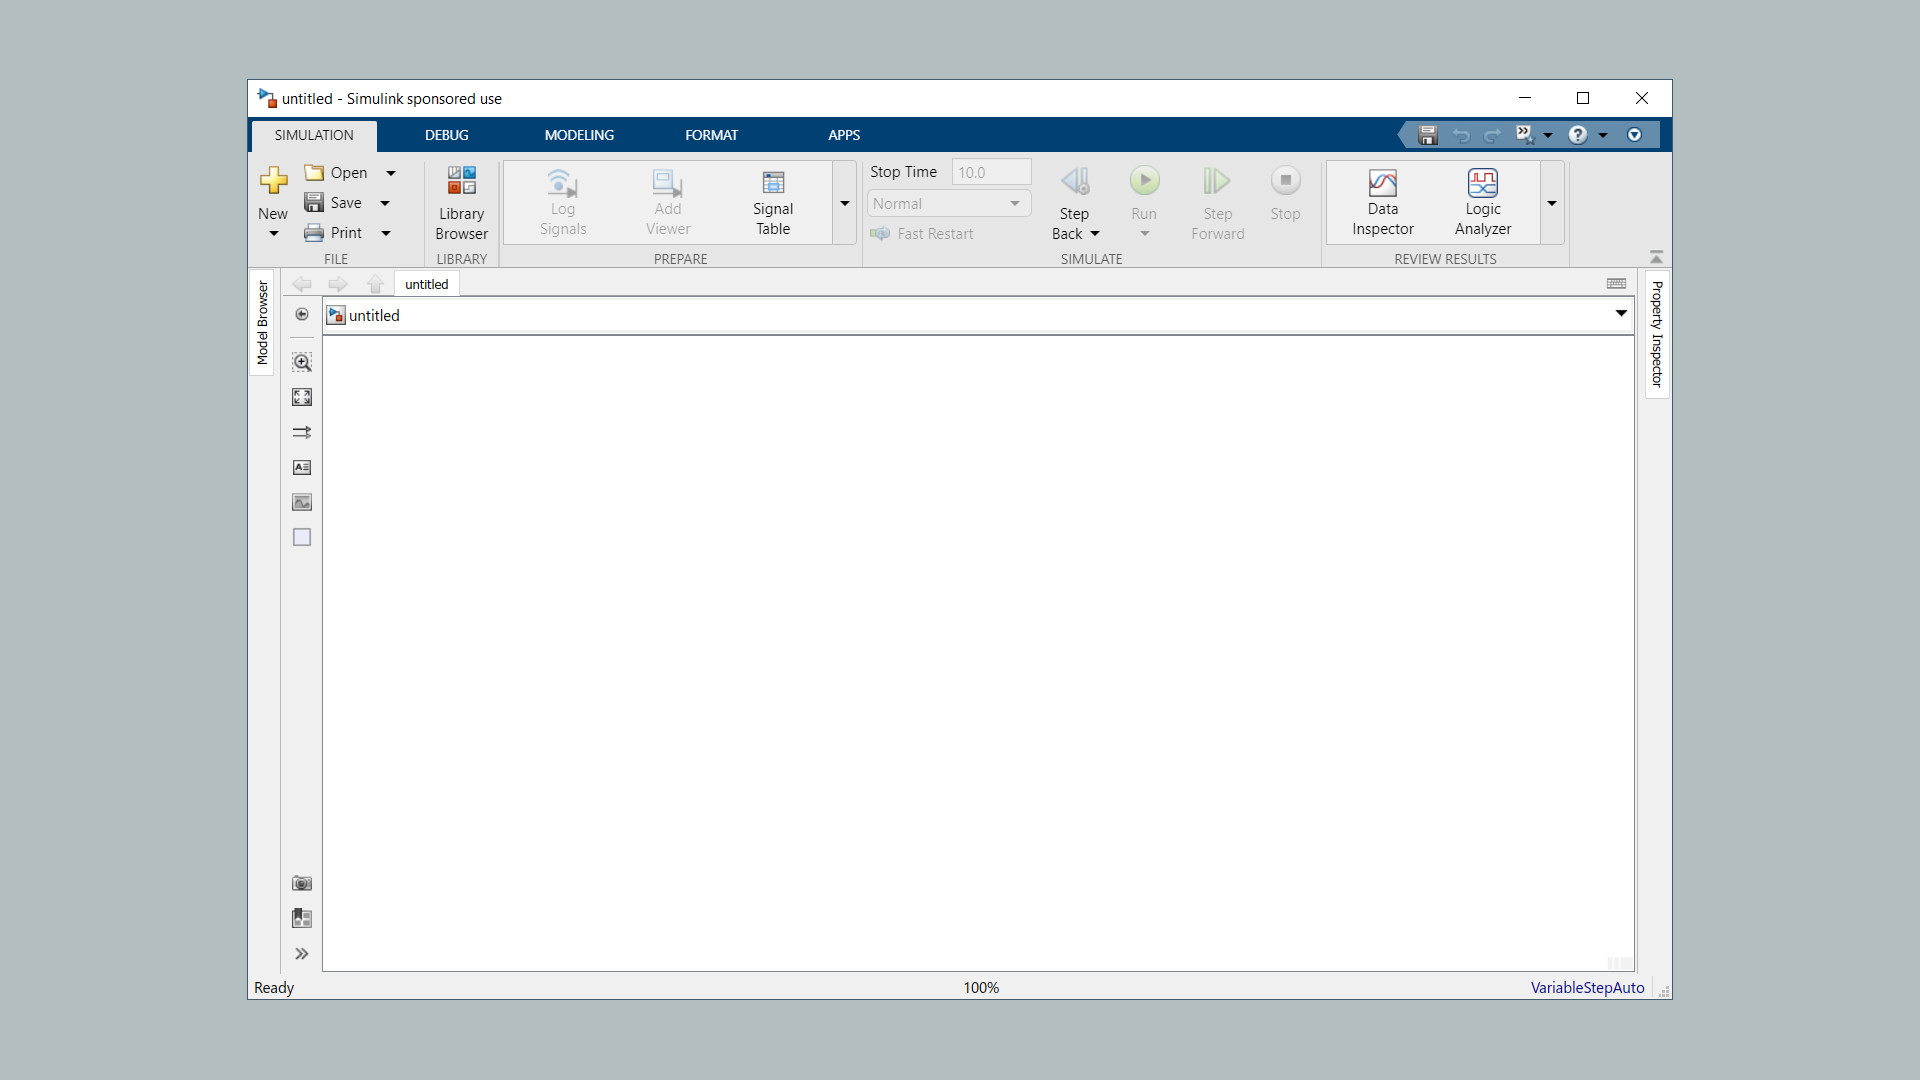 untitled - Simulink sponsored use
SIMULATION DEBUG MODELING FORMAT APPS
New
Open
Save
Print
FILE
Library
Browser
LIBRARY
Log
Signals
Add
Viewer
Signal
Table
PREPARE
Stop Time 10.0
Normal
Fast Restart
Step
Back
Run
Step
Forward
Stop
SIMULATE
Data
Inspector
Logic
Analyzer
REVIEW RESULTS
Model Browser
untitled
untitled
Property Inspector
Ready 100% VariableStepAuto